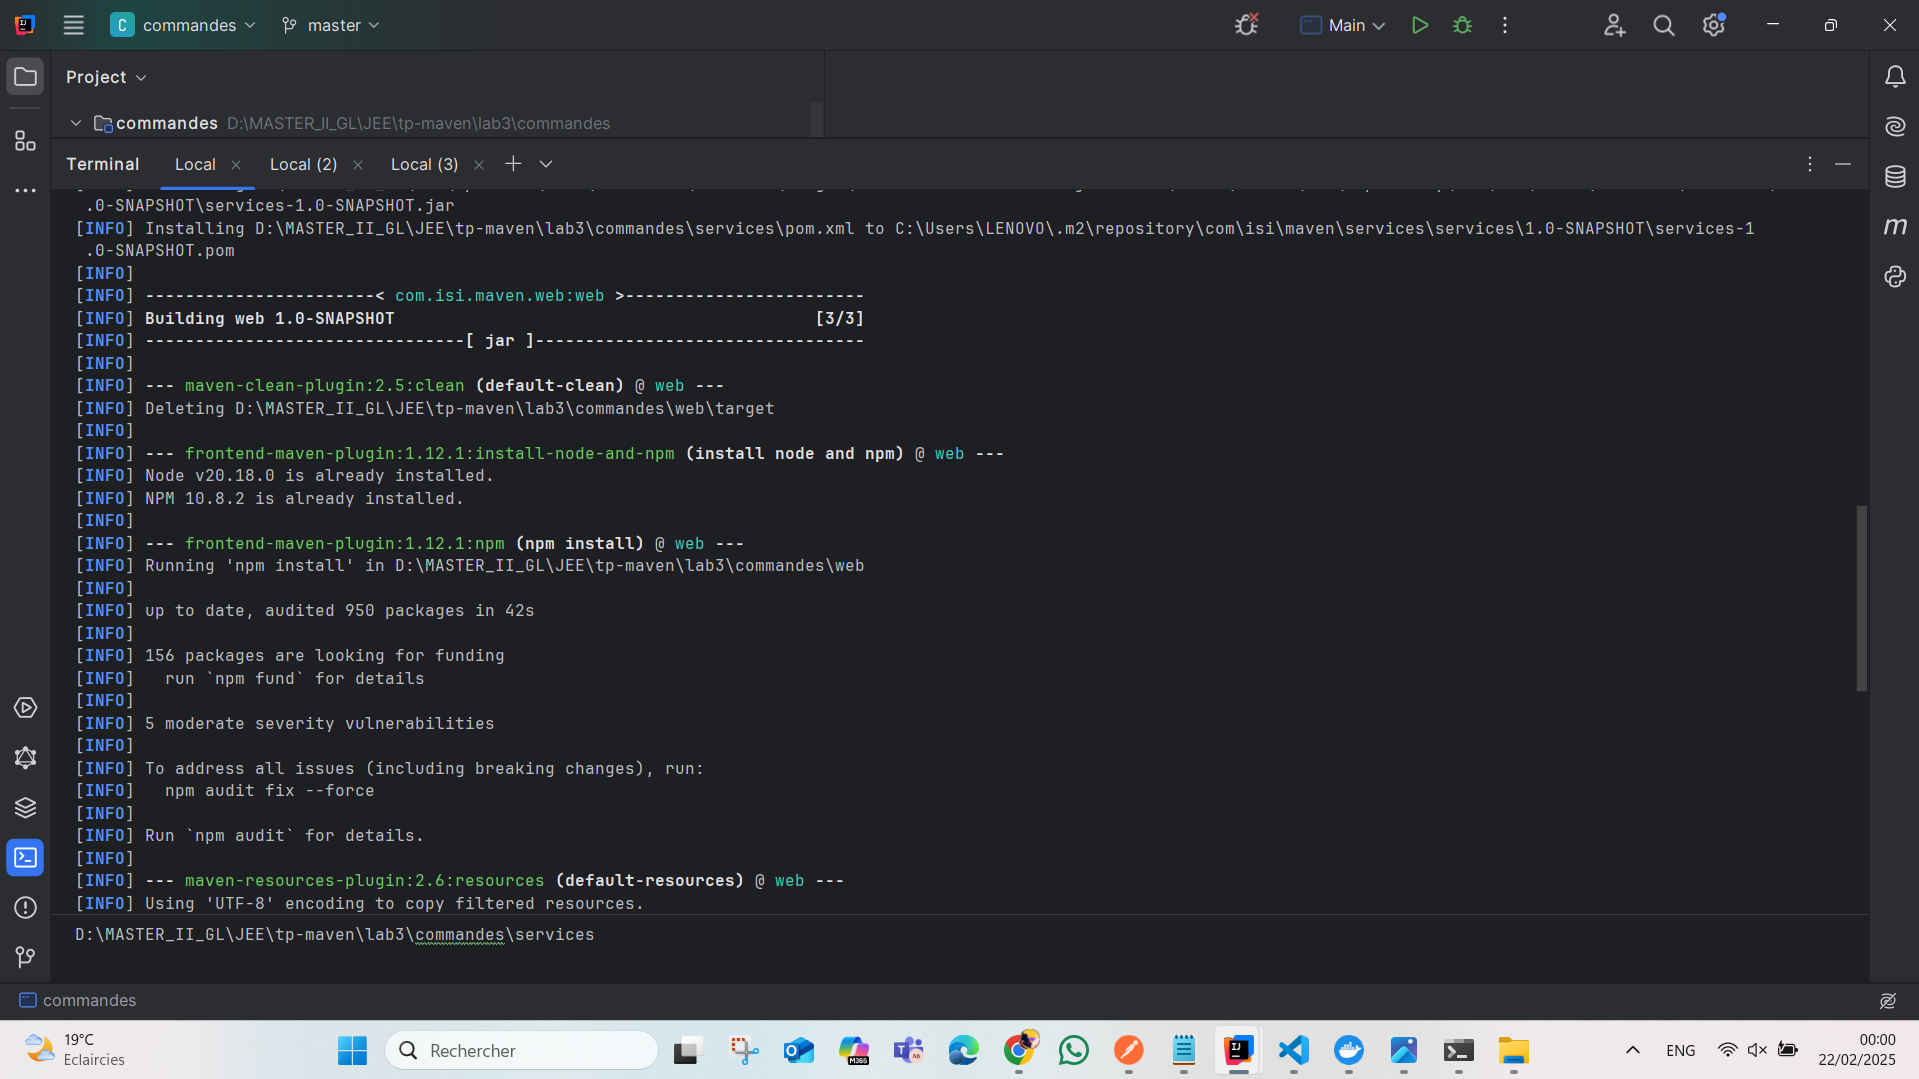 commandes
master
Main
Project
commandes D:\MASTER_II_GL\JEE\tp-maven\lab3\commandes
Terminal Local Local (2) Local (3)
.0-SNAPSHOT\services-1.0-SNAPSHOT.jar
[INFO] Installing D:\MASTER_II_GL\JEE\tp-maven\lab3\commandes\services\pom.xml to C:\Users\LENOVO\.m2\repository\com\isi\maven\services\services\1.0-SNAPSHOT\services-1
.0-SNAPSHOT.pom
[INFO]
[INFO] -----------------------< com.isi.maven.web:web >------------------------
[INFO] Building web 1.0-SNAPSHOT [3/3]
[INFO] --------------------------------[ jar ]---------------------------------
[INFO]
[INFO] --- maven-clean-plugin:2.5:clean (default-clean) @ web ---
[INFO] Deleting D:\MASTER_II_GL\JEE\tp-maven\lab3\commandes\web\target
[INFO]
[INFO] --- frontend-maven-plugin:1.12.1:install-node-and-npm (install node and npm) @ web ---
[INFO] Node v20.18.0 is already installed.
[INFO] NPM 10.8.2 is already installed.
[INFO]
[INFO] --- frontend-maven-plugin:1.12.1:npm (npm install) @ web ---
[INFO] Running 'npm install' in D:\MASTER_II_GL\JEE\tp-maven\lab3\commandes\web
[INFO]
[INFO] up to date, audited 950 packages in 42s
[INFO]
[INFO] 156 packages are looking for funding
[INFO]   run `npm fund` for details
[INFO]
[INFO] 5 moderate severity vulnerabilities
[INFO]
[INFO] To address all issues (including breaking changes), run:
[INFO]   npm audit fix --force
[INFO]
[INFO] Run `npm audit` for details.
[INFO]
[INFO] --- maven-resources-plugin:2.6:resources (default-resources) @ web ---
[INFO] Using 'UTF-8' encoding to copy filtered resources.
D:\MASTER_II_GL\JEE\tp-maven\lab3\commandes\services
commandes
19°C
Eclaircies
Rechercher
ENG
00:00
22/02/2025